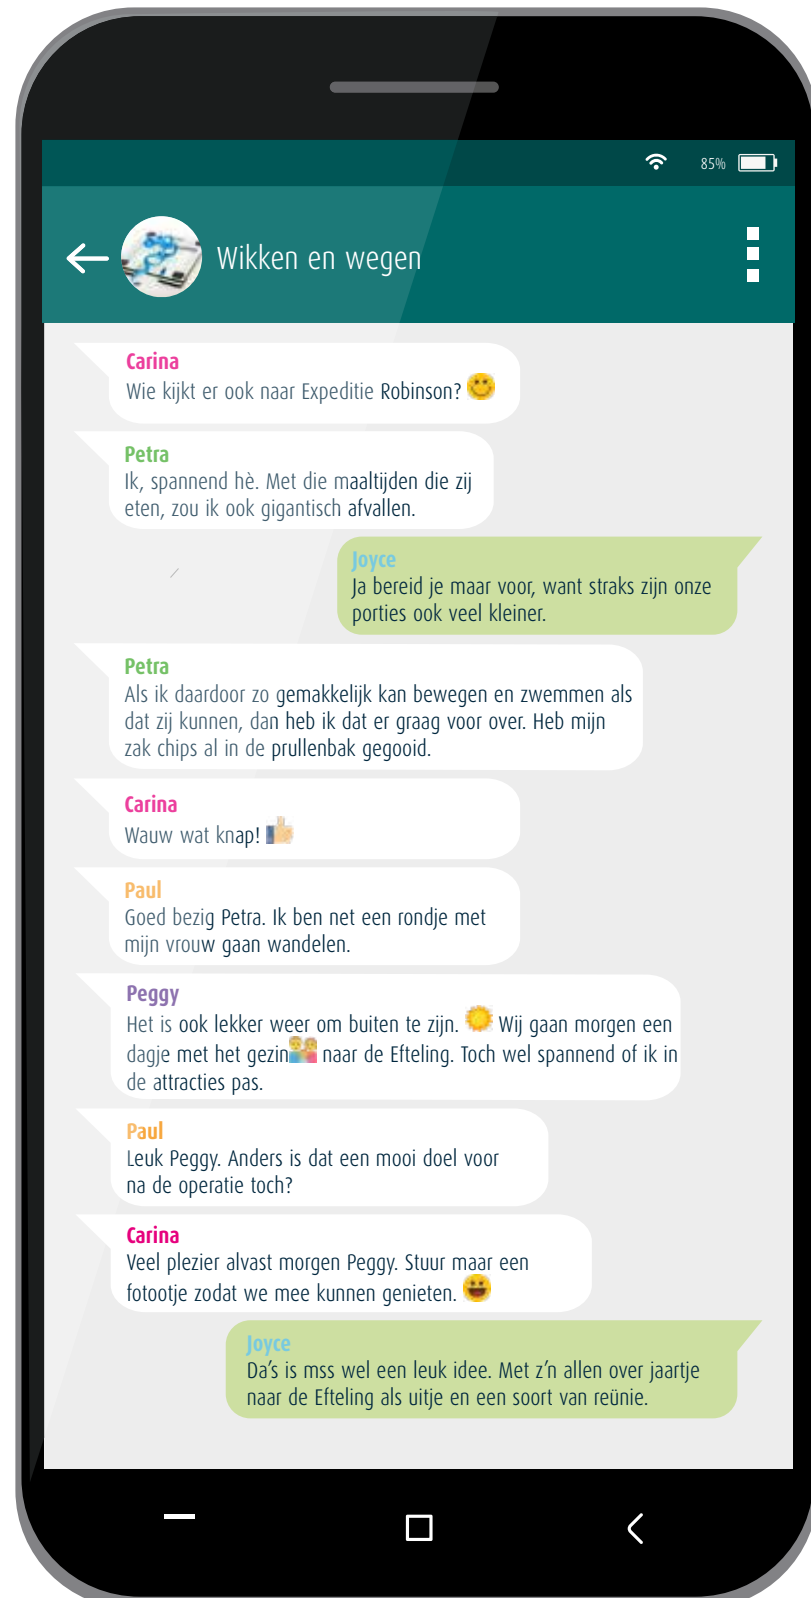 85%
Wikken en wegen
Carina
Wie kijkt er ook naar Expeditie Robinson?
Petra
Ik, spannend hè. Met die maaltijden die zij
eten, zou ik ook gigantisch afvallen.
Joyce
Ja bereid je maar voor, want straks zijn onze
porties ook veel kleiner.
Petra
Als ik daardoor zo gemakkelijk kan bewegen en zwemmen als
dat zij kunnen, dan heb ik dat er graag voor over. Heb mijn
zak chips al in de prullenbak gegooid.
Carina
Wauw wat knap!
Paul
Goed bezig Petra. Ik ben net een rondje met
mijn vrouw gaan wandelen.
Peggy
Het is ook lekker weer om buiten te zijn. Wij gaan morgen een
dagje met het gezin naar de Efteling. Toch wel spannend of ik in
de attracties pas.
Paul
Leuk Peggy. Anders is dat een mooi doel voor
na de operatie toch?
Carina
Veel plezier alvast morgen Peggy. Stuur maar een
fotootje zodat we mee kunnen genieten.
Joyce
Da's is mss wel een leuk idee. Met z'n allen over jaartje
naar de Efteling als uitje en een soort van reünie.